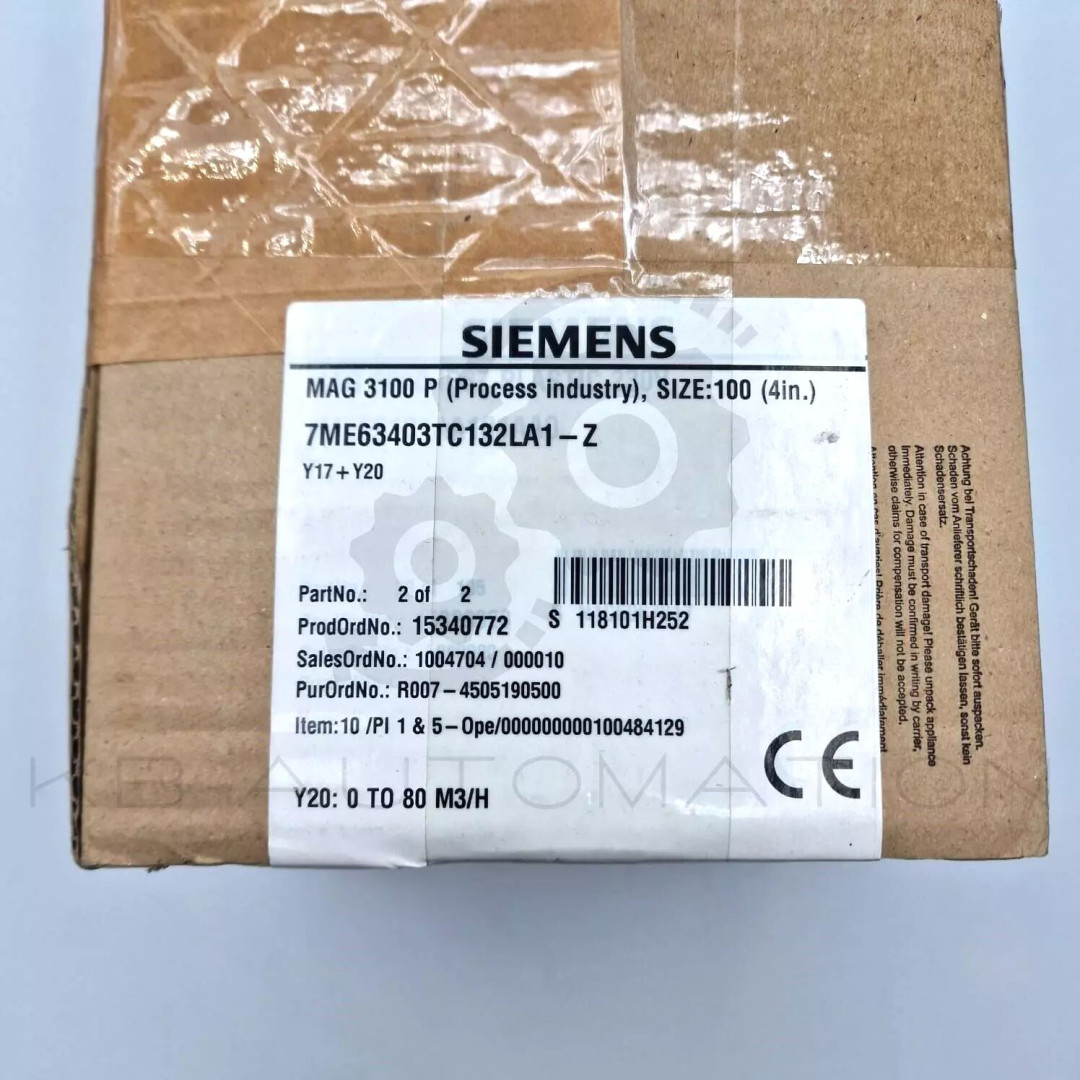 SIEMENS
MAG 3100 P (Process industry), SIZE:100 (4in.)
7ME63403TC132LA1-Z
Y17+Y20
PartNo.: 2 of 2
ProdOrdNo.: 15340772
S 118101H252
SalesOrdNo.: 1004704 / 000010
PurOrdNo.: R007-4505190500
Item:10 /PI 1 & 5-Ope/000000000100484129
Y20: 0 TO 80 M3/H
CE
Achtung bei Transportschaden! Gerät bitte sofort auspacken.
Schaden vom Anlieferer schriftlich bestätigen lassen, sonst kein
Schadensersatz.
Attention in case of transport damage! Please unpack appliance
Immediately. Damage must be confirmed in writing by carrier,
otherwise claims for compensation will not be accepted.
KB-AUTOMATION